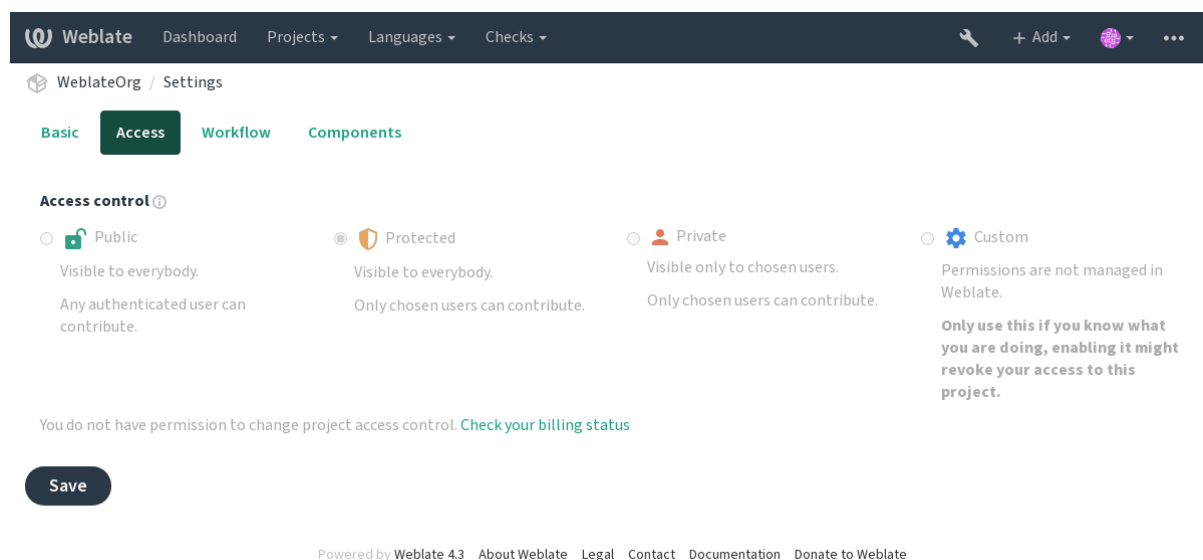 Weblate Dashboard Projects Languages Checks Add
WeblateOrg / Settings
Basic Access Workflow Components
Access control
Public
Visible to everybody.
Any authenticated user can
contribute.
Protected
Visible to everybody.
Only chosen users can contribute.
Private
Visible only to chosen users.
Only chosen users can contribute.
Custom
Permissions are not managed in
Weblate.
Only use this if you know what
you are doing, enabling it might
revoke your access to this
project.
You do not have permission to change project access control. Check your billing status
Save
Powered by Weblate 4.3 About Weblate Legal Contact Documentation Donate to Weblate